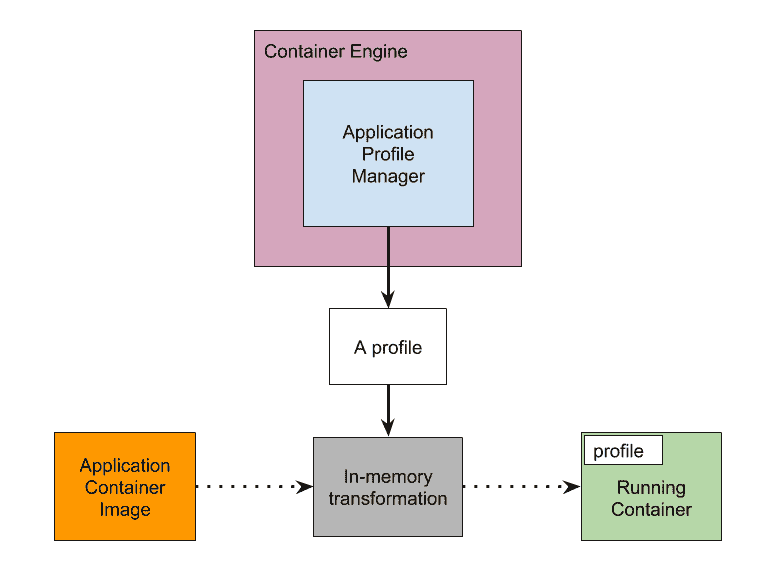 Container Engine
Application
Profile
Manager
A profile
Application
Container
Image
In-memory
transformation
profile
Running
Container